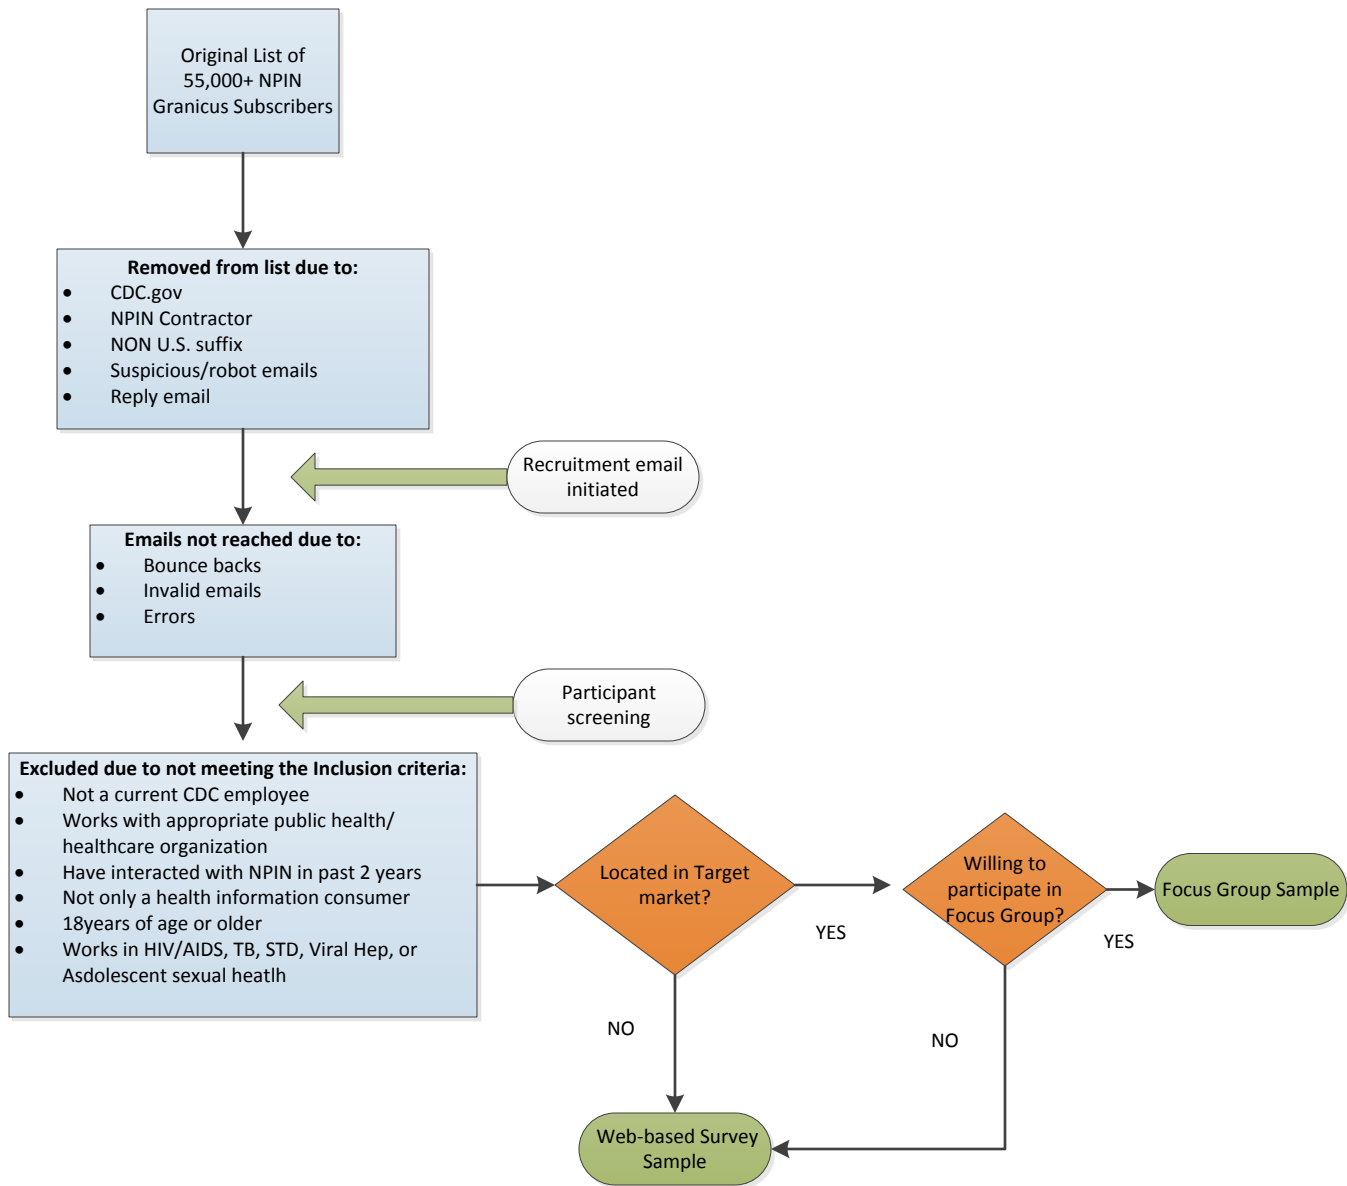 Original List of
55,000+ NPIN
Granicus Subscribers
Removed from list due to:
• CDC.gov
• NPIN Contractor
• NON U.S. suffix
• Suspicious/robot emails
• Reply email
Recruitment email
initiated
Emails not reached due to:
• Bounce backs
• Invalid emails
• Errors
Participant
screening
Excluded due to not meeting the Inclusion criteria:
• Not a current CDC employee
• Works with appropriate public health/
healthcare organization
• Have interacted with NPIN in past 2 years
• Not only a health information consumer
• 18years of age or older
• Works in HIV/AIDS, TB, STD, Viral Hep, or
Asdolescent sexual heatlh
Located in Target
market?
YES
NO
Willing to
participate in
Focus Group?
YES
NO
Focus Group Sample
Web-based Survey
Sample